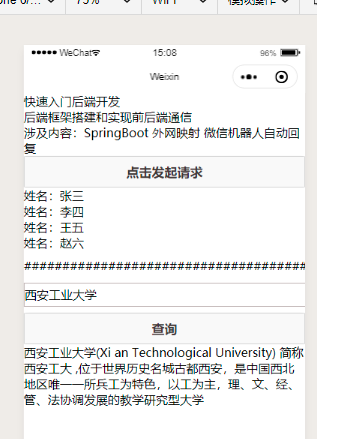 75%
WeChat
15:08
96%
Weixin
快速入门后端开发
后端框架搭建和实现前后端通信
涉及内容：SpringBoot 外网映射 微信机器人自动回
复
点击发起请求
姓名：张三
姓名：李四
姓名：王五
姓名：赵六
####################################
西安工业大学
查询
西安工业大学(Xi an Technological University) 简称
西安工大 ,位于世界历史名城古都西安，是中国西北
地区唯一一所兵工为特色，以工为主，理、文、经、
管、法协调发展的教学研究型大学